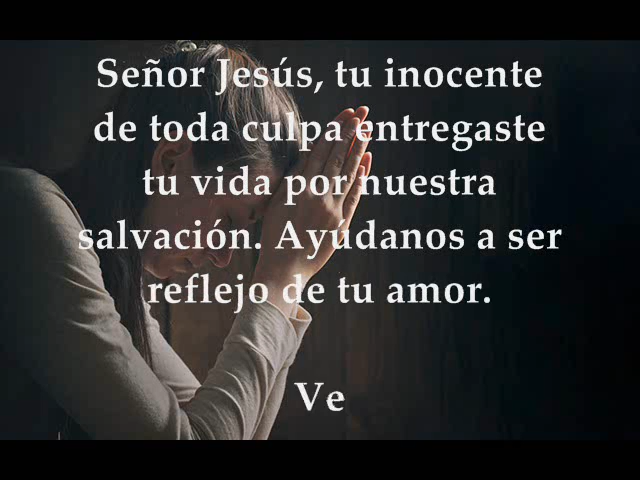 Señor Jesús, tu inocente
de toda culpa entregaste
tu vida por nuestra
salvación. Ayúdanos a ser
reflejo de tu amor.
Ve